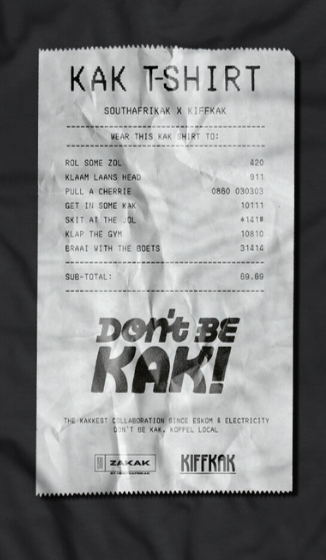 KAK T-SHIRT
SOUTHAFRIKAK X KIFFKAK
WEAR THIS KAK SHIRT TO:
ROL SOME ZOL 420
KLAAM LAANS HEAD 911
PULL A CHERRIE 0860 030303
GET IN SOME KAK 10111
SKIT AT THE JOL *141#
KLAP THE GYM 10810
BRAAI WITH THE BOETS 31414
SUB-TOTAL: 69.69
DON'T BE
KAK!
THE KAKKEST COLLABORATION SINCE ESKOM & ELECTRICITY
DON'T BE KAK, KOPPEL LOCAL
ZAKAK
KIFFKAK